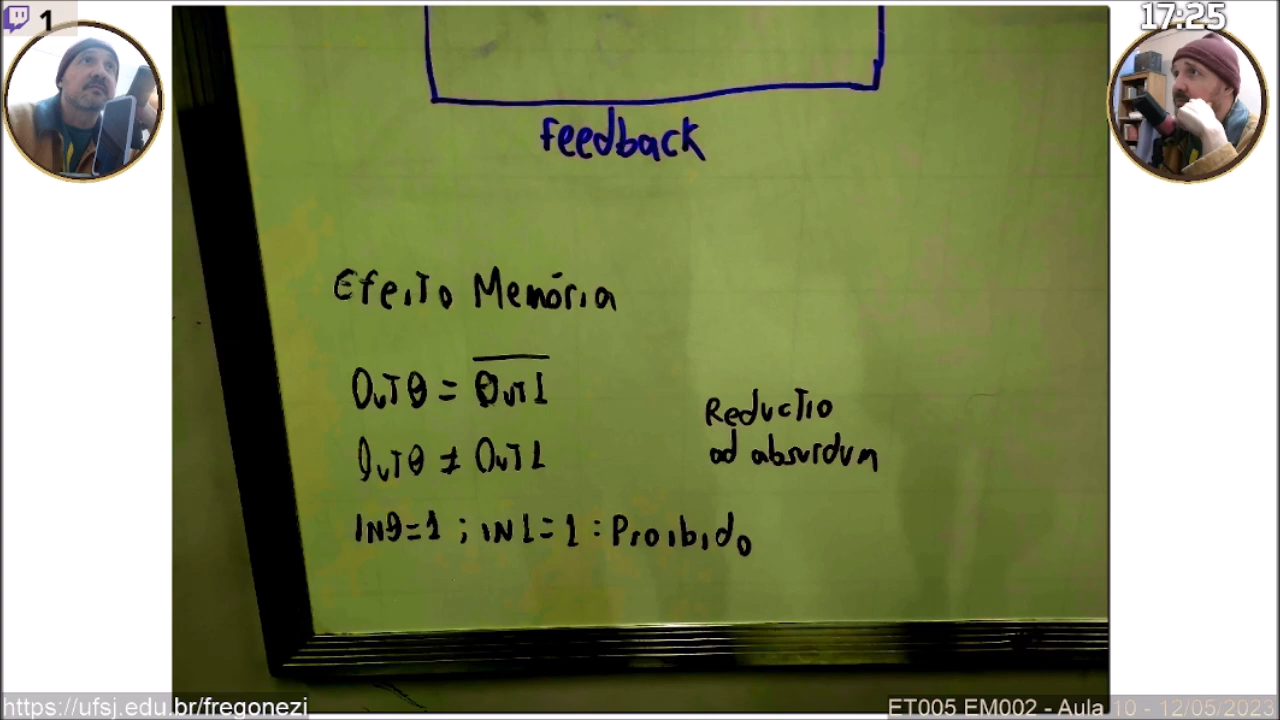 1
17:25
Feedback
Efeito Memória
OUT0 = \overline{OUT1}
OUT0 ≠ OUT1
Reductio
ad absurdum
IN0=1 ; IN1=1 : Proibido
https://ufsj.edu.br/fregonezi
ET005 EM002 - Aula 10 - 12/05/2023